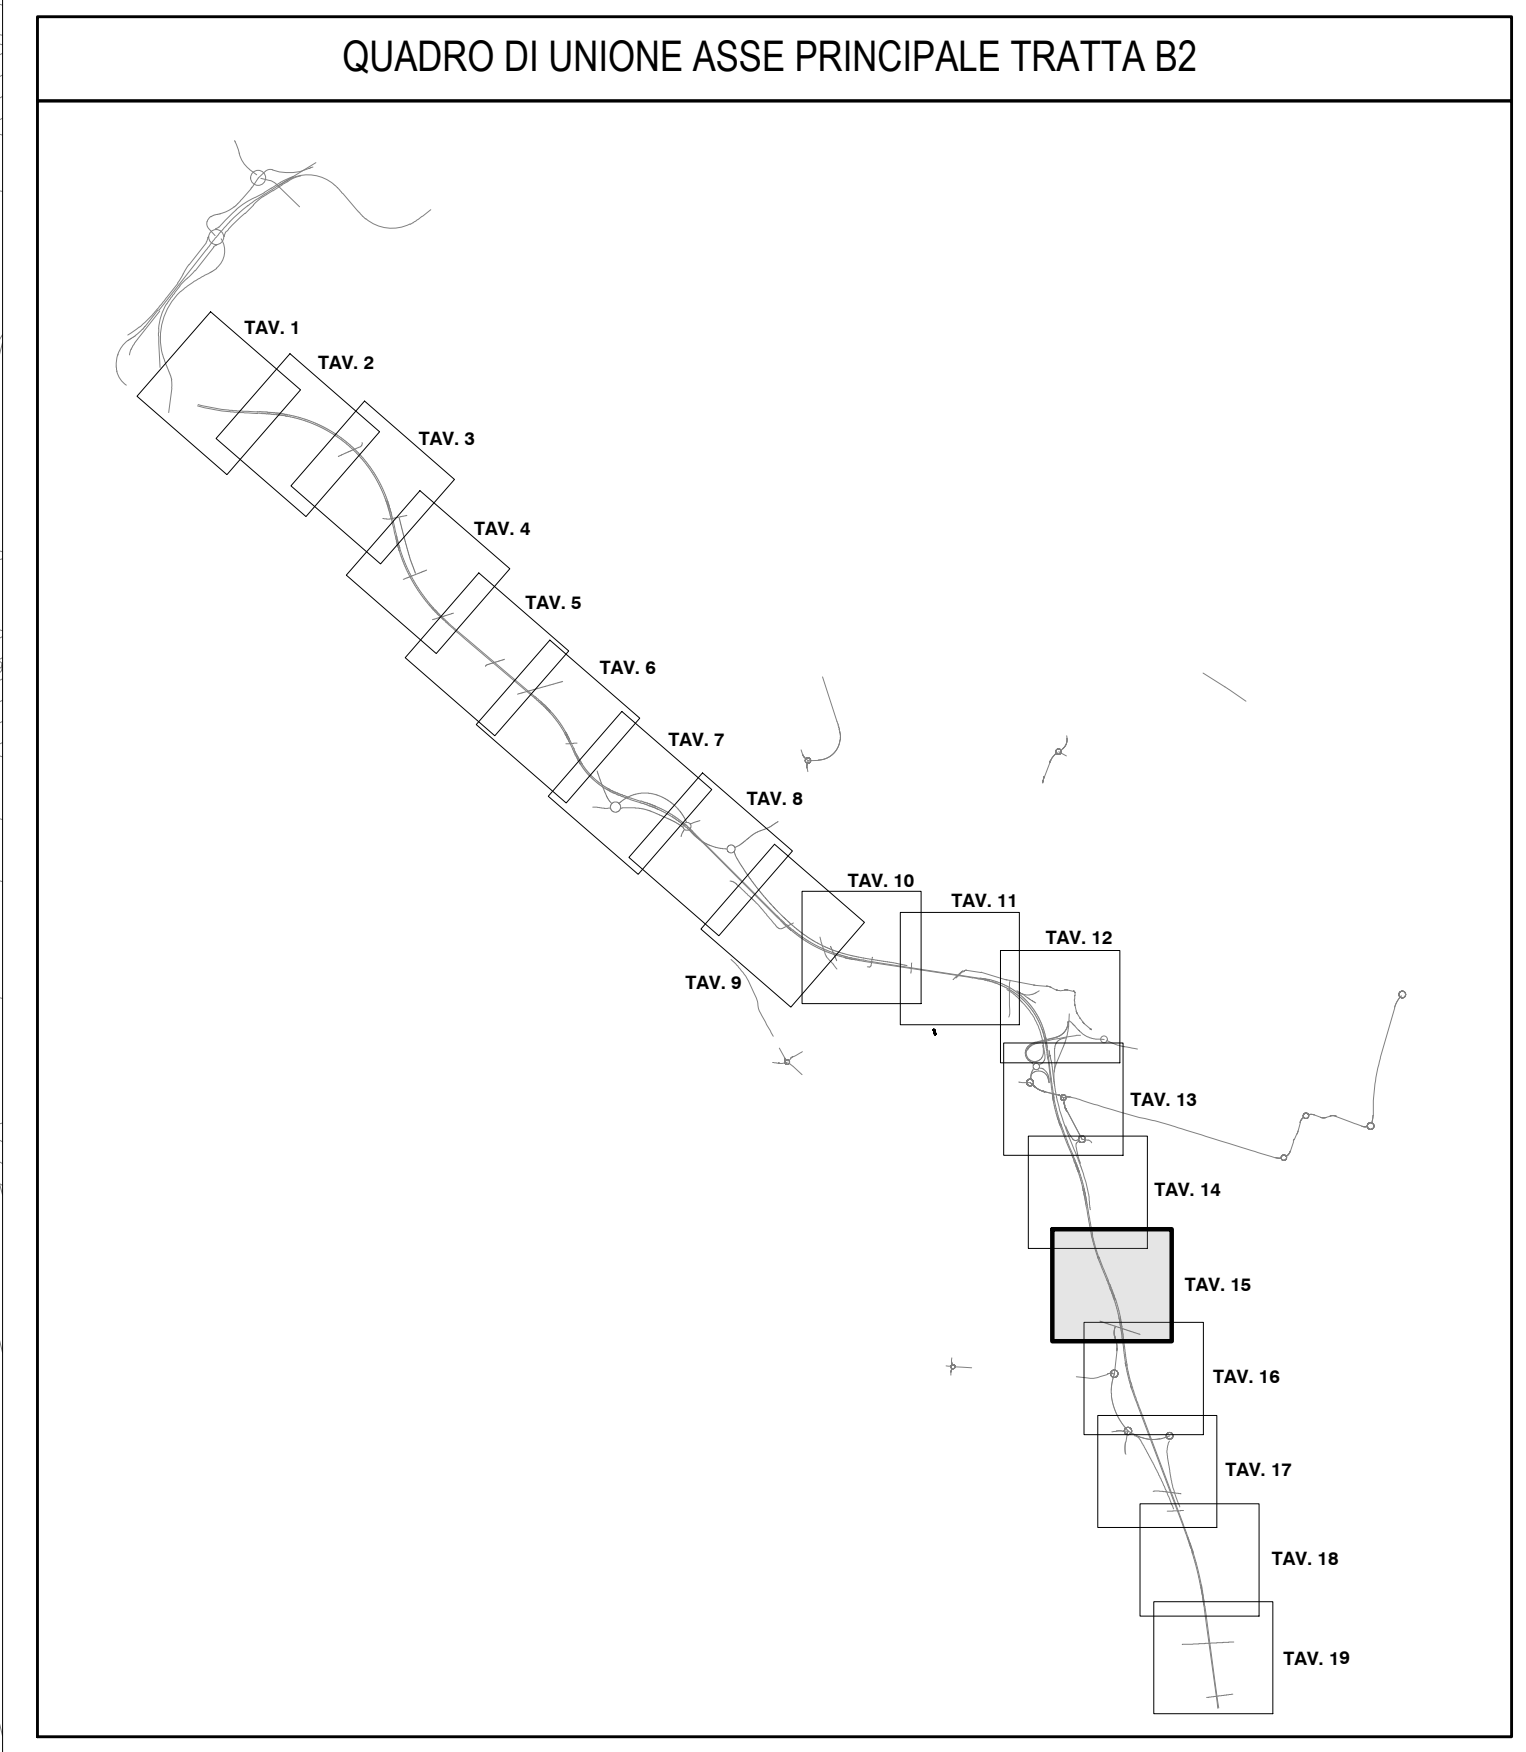 QUADRO DI UNIONE ASSE PRINCIPALE TRATTA B2
TAV. 1
TAV. 2
TAV. 3
TAV. 4
TAV. 5
TAV. 6
TAV. 7
TAV. 8
TAV. 10
TAV. 11
TAV. 12
TAV. 9
TAV. 13
TAV. 14
TAV. 15
TAV. 16
TAV. 17
TAV. 18
TAV. 19